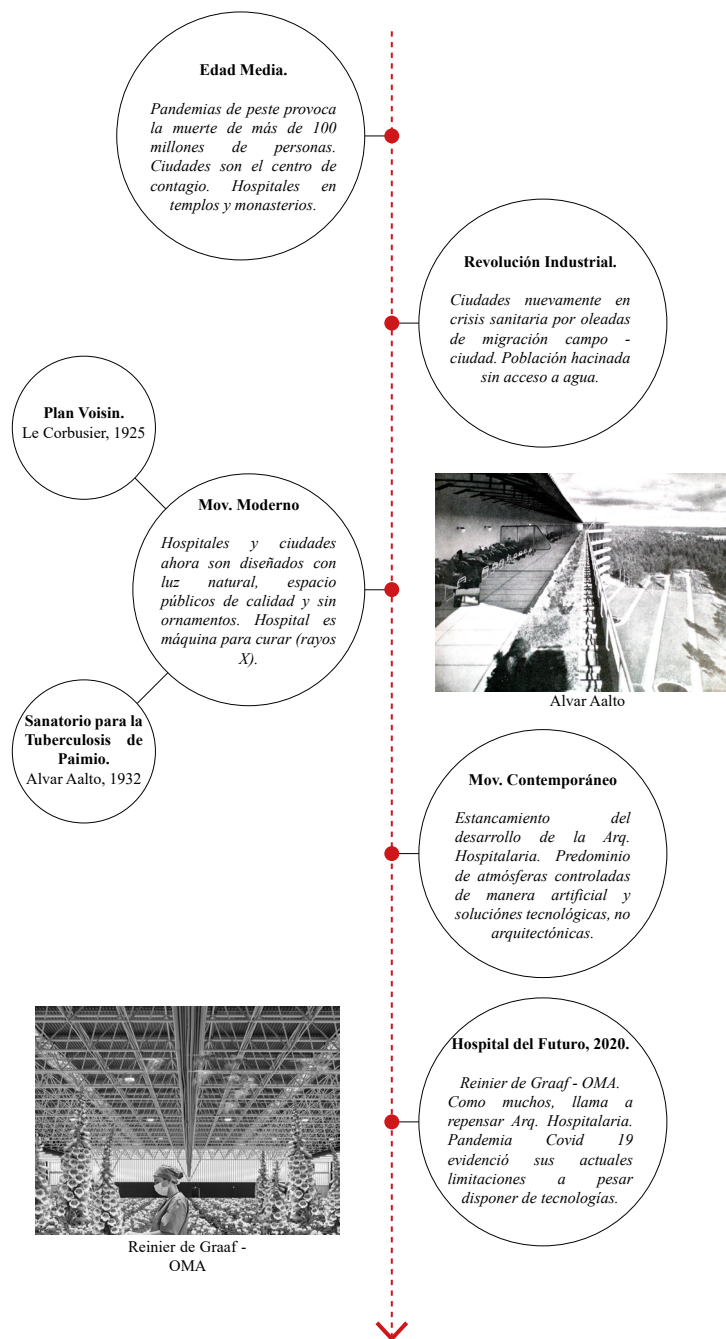 Edad Media.
Pandemias de peste provoca
la muerte de más de 100
millones de personas.
Ciudades son el centro de
contagio. Hospitales en
templos y monasterios.
Revolución Industrial.
Ciudades nuevamente en
crisis sanitaria por oleadas
de migración campo -
ciudad. Población hacinada
sin acceso a agua.
Plan Voisin.
Le Corbusier, 1925
Mov. Moderno
Hospitales y ciudades
ahora son diseñados con
luz natural, espacio
públicos de calidad y sin
ornamentos. Hospital es
máquina para curar (rayos
X).
Sanatorio para la
Tuberculosis de
Paimio.
Alvar Aalto, 1932
Alvar Aalto
Mov. Contemporáneo
Estancamiento del
desarrollo de la Arq.
Hospitalaria. Predominio
de atmósferas controladas
de manera artificial y
soluciónes tecnológicas, no
arquitectónicas.
Hospital del Futuro, 2020.
Reinier de Graaf - OMA.
Como muchos, llama a
repensar Arq. Hospitalaria.
Pandemia Covid 19
evidenció sus actuales
limitaciones a pesar
disponer de tecnologías.
Reinier de Graaf -
OMA